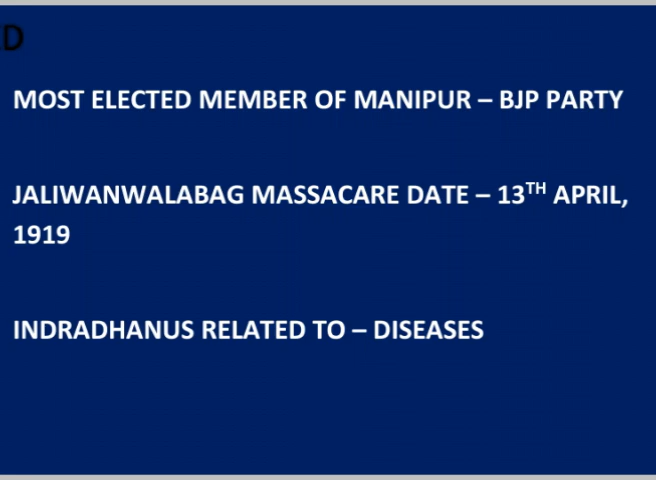 D
MOST ELECTED MEMBER OF MANIPUR – BJP PARTY
JALIWANWALABAG MASSACARE DATE – 13TH APRIL,
1919
INDRADHANUS RELATED TO – DISEASES